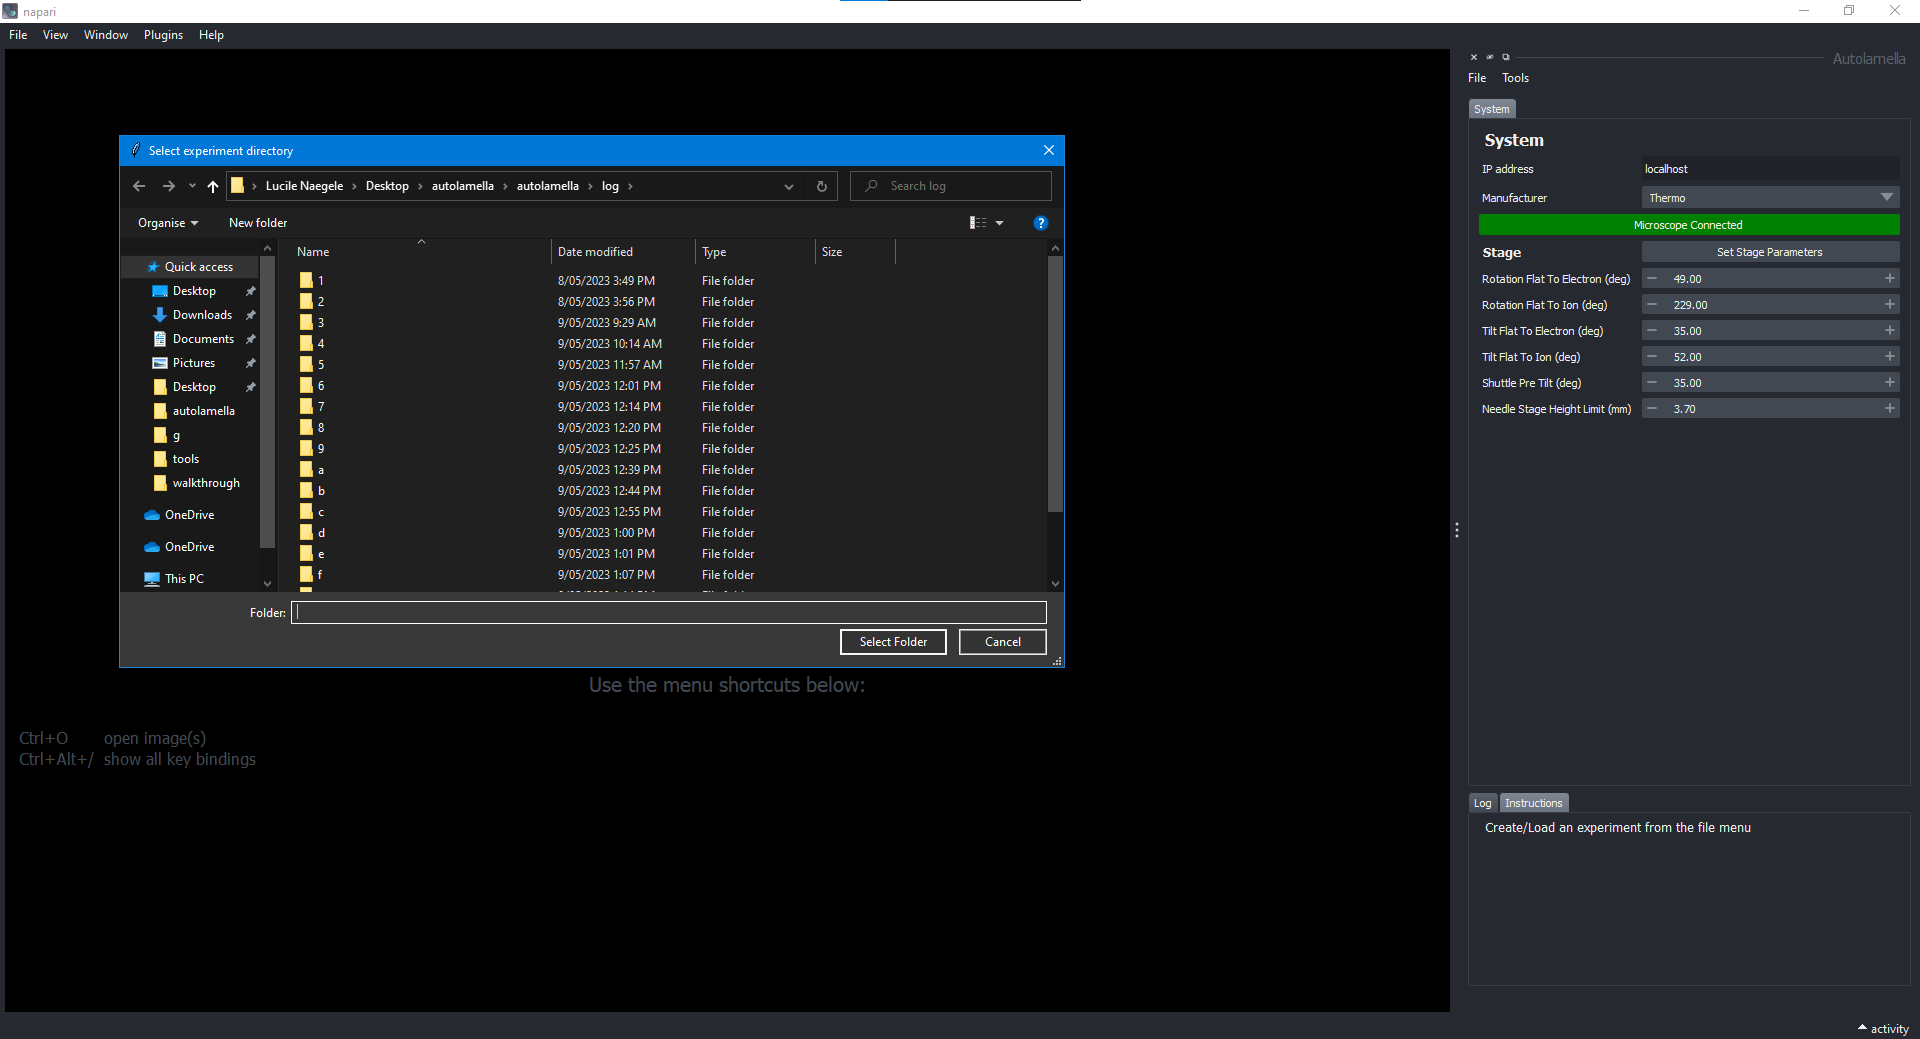 napari
File View Window Plugins Help
Autolamella
File Tools
System
System
IP address localhost
Manufacturer Thermo
Microscope Connected
Stage Set Stage Parameters
Rotation Flat To Electron (deg) 49.00
Rotation Flat To Ion (deg) 229.00
Tilt Flat To Electron (deg) 35.00
Tilt Flat To Ion (deg) 52.00
Shuttle Pre Tilt (deg) 35.00
Needle Stage Height Limit (mm) 3.70
Select experiment directory
Lucile Naegele > Desktop > autolamella > autolamella > log >
Search log
Organise New folder
Quick access
Desktop
Downloads
Documents
Pictures
Desktop
autolamella
g
tools
walkthrough
OneDrive
OneDrive
This PC
Name Date modified Type Size
1 8/05/2023 3:49 PM File folder
2 8/05/2023 3:56 PM File folder
3 9/05/2023 9:29 AM File folder
4 9/05/2023 10:14 AM File folder
5 9/05/2023 11:57 AM File folder
6 9/05/2023 12:01 PM File folder
7 9/05/2023 12:14 PM File folder
8 9/05/2023 12:20 PM File folder
9 9/05/2023 12:25 PM File folder
a 9/05/2023 12:39 PM File folder
b 9/05/2023 12:44 PM File folder
c 9/05/2023 12:55 PM File folder
d 9/05/2023 1:00 PM File folder
e 9/05/2023 1:01 PM File folder
f 9/05/2023 1:07 PM File folder
Folder:
Select Folder Cancel
Use the menu shortcuts below:
Ctrl+O open image(s)
Ctrl+Alt+/ show all key bindings
Log Instructions
Create/Load an experiment from the file menu
activity